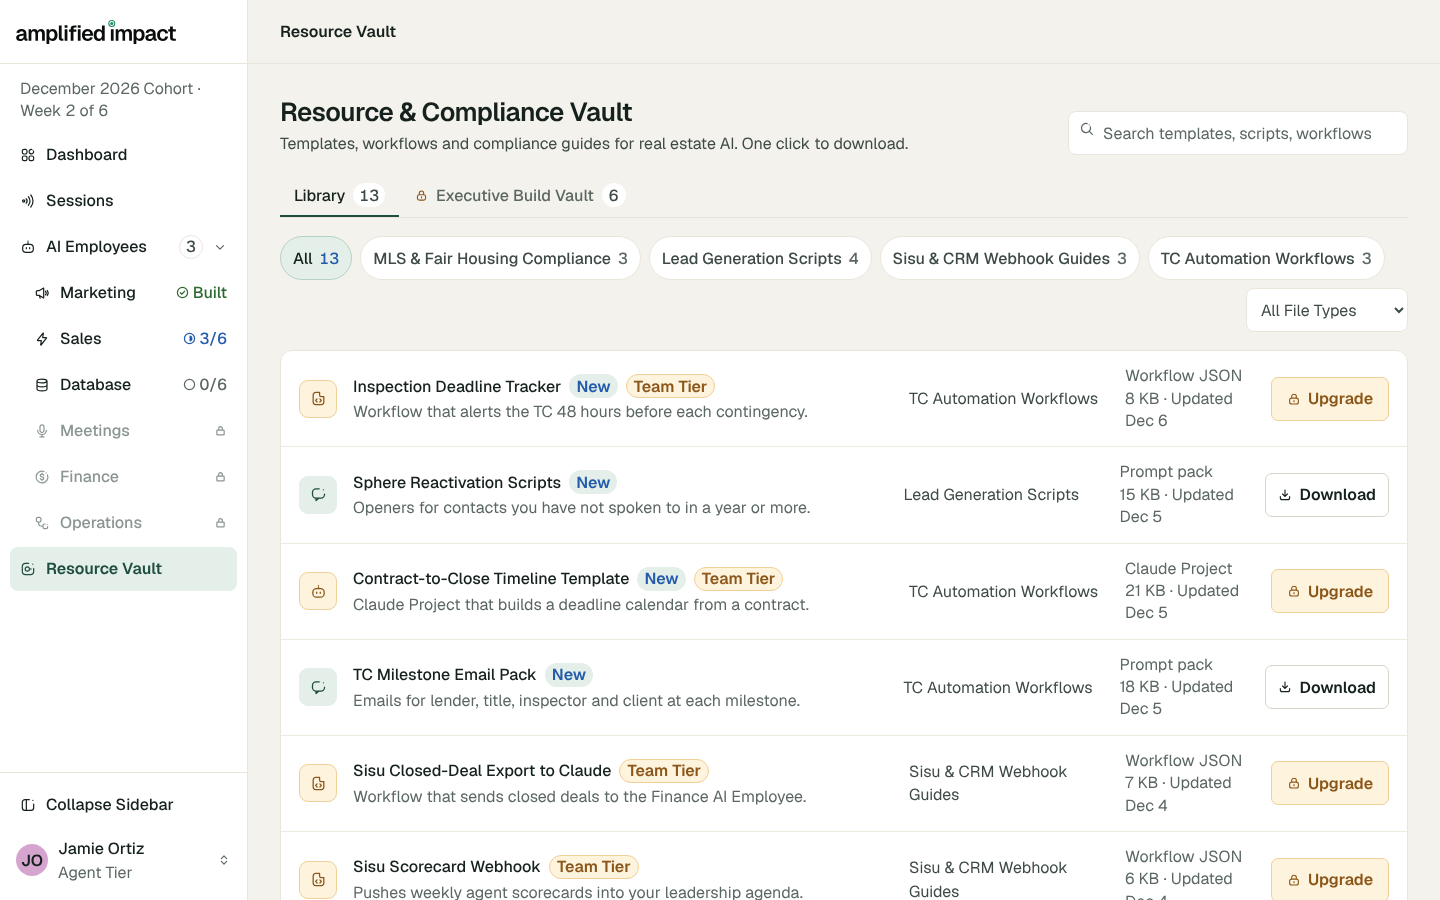 amplified impact
December 2026 Cohort ·
Week 2 of 6
Dashboard
Sessions
AI Employees 3
Marketing Built
Sales 3/6
Database 0/6
Meetings
Finance
Operations
Resource Vault
Collapse Sidebar
JO
Jamie Ortiz
Agent Tier
Resource Vault
Resource & Compliance Vault
Templates, workflows and compliance guides for real estate AI. One click to download.
Search templates, scripts, workflows
Library 13
Executive Build Vault 6
All 13
MLS & Fair Housing Compliance 3
Lead Generation Scripts 4
Sisu & CRM Webhook Guides 3
TC Automation Workflows 3
All File Types
Inspection Deadline Tracker New Team Tier
Workflow that alerts the TC 48 hours before each contingency.
TC Automation Workflows
Workflow JSON
8 KB · Updated
Dec 6
Upgrade
Sphere Reactivation Scripts New
Openers for contacts you have not spoken to in a year or more.
Lead Generation Scripts
Prompt pack
15 KB · Updated
Dec 5
Download
Contract-to-Close Timeline Template New Team Tier
Claude Project that builds a deadline calendar from a contract.
TC Automation Workflows
Claude Project
21 KB · Updated
Dec 5
Upgrade
TC Milestone Email Pack New
Emails for lender, title, inspector and client at each milestone.
TC Automation Workflows
Prompt pack
18 KB · Updated
Dec 5
Download
Sisu Closed-Deal Export to Claude Team Tier
Workflow that sends closed deals to the Finance AI Employee.
Sisu & CRM Webhook
Guides
Workflow JSON
7 KB · Updated
Dec 4
Upgrade
Sisu Scorecard Webhook Team Tier
Pushes weekly agent scorecards into your leadership agenda.
Sisu & CRM Webhook
Guides
Workflow JSON
6 KB · Updated
Dec 4
Upgrade